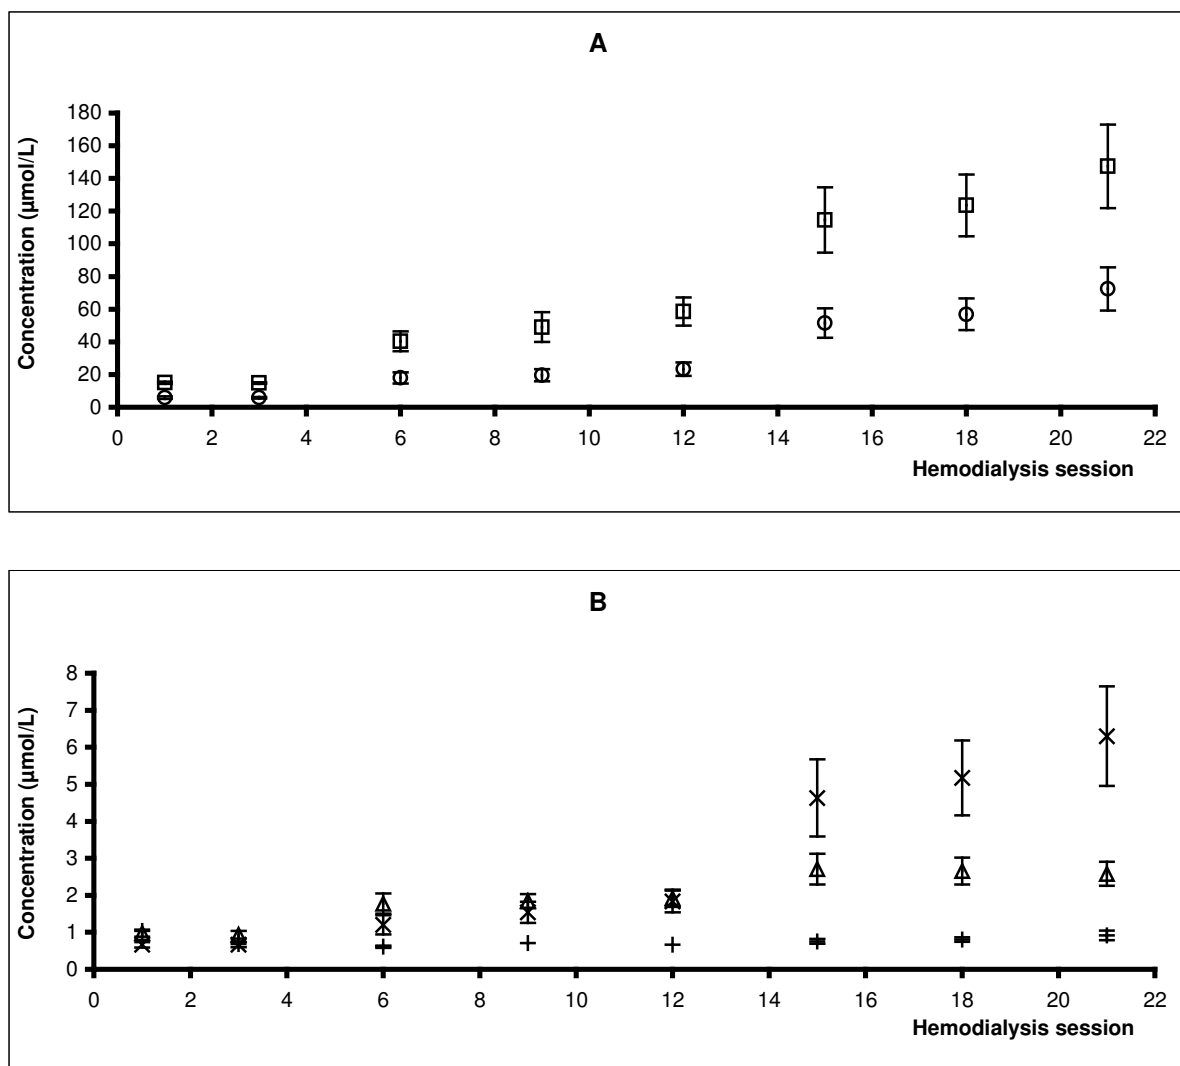 A
180
160
140
120
100
80
60
40
20
0
Concentration (µmol/L)
0 2 4 6 8 10 12 14 16 18 20 22
Hemodialysis session
B
8
7
6
5
4
3
2
1
0
Concentration (µmol/L)
0 2 4 6 8 10 12 14 16 18 20 22
Hemodialysis session